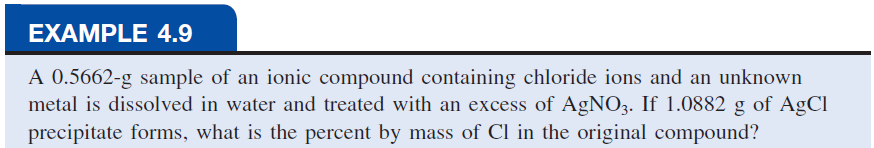 EXAMPLE 4.9
A 0.5662-g sample of an ionic compound containing chloride ions and an unknown
metal is dissolved in water and treated with an excess of AgNO₃. If 1.0882 g of AgCl
precipitate forms, what is the percent by mass of Cl in the original compound?